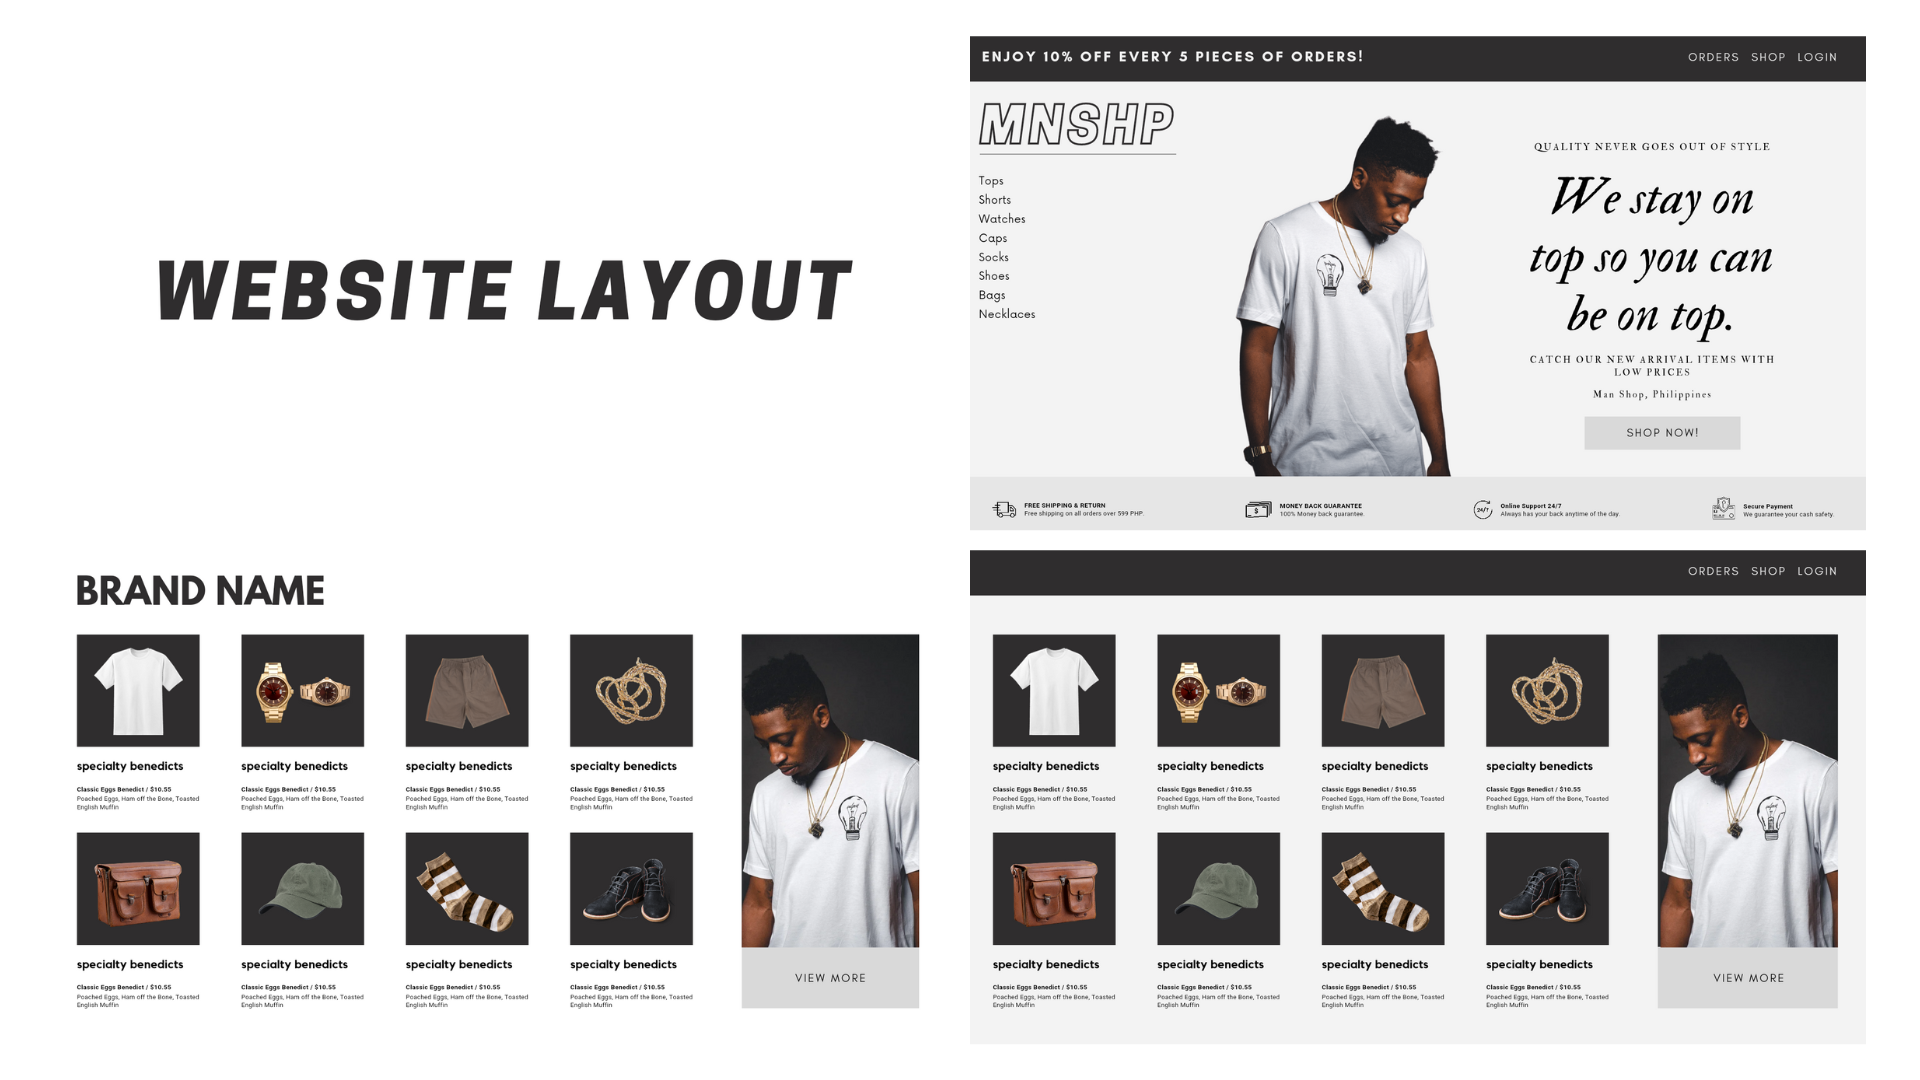 WEBSITE LAYOUT
ENJOY 10% OFF EVERY 5 PIECES OF ORDERS!
ORDERS SHOP LOGIN
MNSHP
Tops
Shorts
Watches
Caps
Socks
Shoes
Bags
Necklaces
QUALITY NEVER GOES OUT OF STYLE
We stay on
top so you can
be on top.
CATCH OUR NEW ARRIVAL ITEMS WITH
LOW PRICES
Man Shop, Philippines
SHOP NOW!
FREE SHIPPING & RETURN
Free shipping on all orders over 599 PHP.
$
MONEY BACK GUARANTEE
100% Money back guarantee.
24/7
Online Support 24/7
Always has your back anytime of the day.
Secure Payment
We guarantee your cash safety.
BRAND NAME
specialty benedicts
Classic Eggs Benedict / $10.55
Poached Eggs, Ham off the Bone, Toasted
English Muffin
specialty benedicts
Classic Eggs Benedict / $10.55
Poached Eggs, Ham off the Bone, Toasted
English Muffin
specialty benedicts
Classic Eggs Benedict / $10.55
Poached Eggs, Ham off the Bone, Toasted
English Muffin
specialty benedicts
Classic Eggs Benedict / $10.55
Poached Eggs, Ham off the Bone, Toasted
English Muffin
specialty benedicts
Classic Eggs Benedict / $10.55
Poached Eggs, Ham off the Bone, Toasted
English Muffin
specialty benedicts
Classic Eggs Benedict / $10.55
Poached Eggs, Ham off the Bone, Toasted
English Muffin
specialty benedicts
Classic Eggs Benedict / $10.55
Poached Eggs, Ham off the Bone, Toasted
English Muffin
specialty benedicts
Classic Eggs Benedict / $10.55
Poached Eggs, Ham off the Bone, Toasted
English Muffin
VIEW MORE
ORDERS SHOP LOGIN
specialty benedicts
Classic Eggs Benedict / $10.55
Poached Eggs, Ham off the Bone, Toasted
English Muffin
specialty benedicts
Classic Eggs Benedict / $10.55
Poached Eggs, Ham off the Bone, Toasted
English Muffin
specialty benedicts
Classic Eggs Benedict / $10.55
Poached Eggs, Ham off the Bone, Toasted
English Muffin
specialty benedicts
Classic Eggs Benedict / $10.55
Poached Eggs, Ham off the Bone, Toasted
English Muffin
specialty benedicts
Classic Eggs Benedict / $10.55
Poached Eggs, Ham off the Bone, Toasted
English Muffin
specialty benedicts
Classic Eggs Benedict / $10.55
Poached Eggs, Ham off the Bone, Toasted
English Muffin
specialty benedicts
Classic Eggs Benedict / $10.55
Poached Eggs, Ham off the Bone, Toasted
English Muffin
specialty benedicts
Classic Eggs Benedict / $10.55
Poached Eggs, Ham off the Bone, Toasted
English Muffin
VIEW MORE